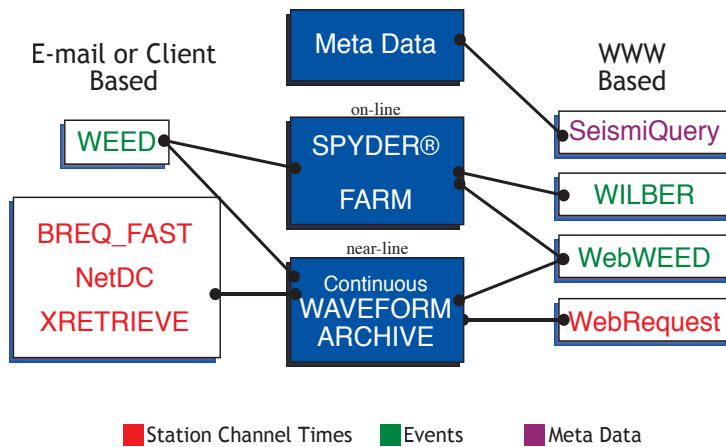 E-mail or Client
Based
WEED
BREQ_FAST
NetDC
XRETRIEVE
Meta Data
on-line
SPYDER®
FARM
near-line
Continuous
WAVEFORM
ARCHIVE
WWW
Based
SeismiQuery
WILBER
WebWEED
WebRequest
Station Channel Times
Events
Meta Data